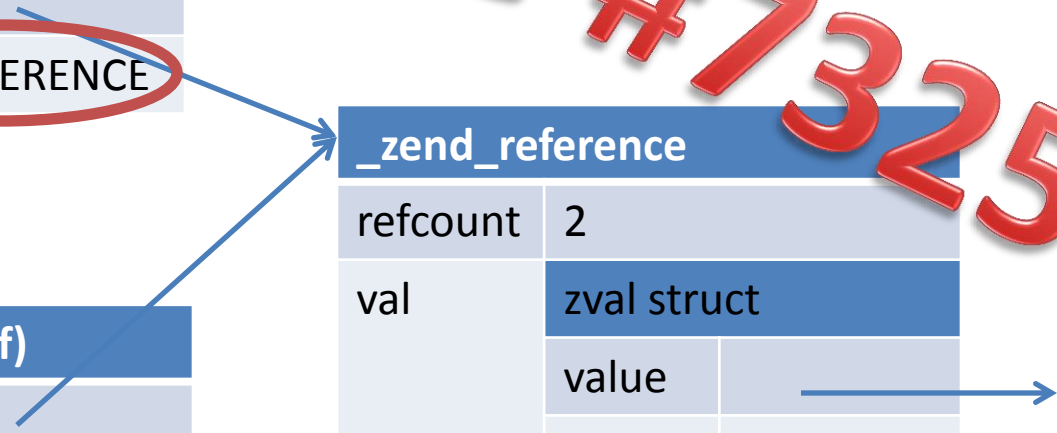 #7325
ERENCE
_zend_reference
refcount 2
val zval struct
f)
value